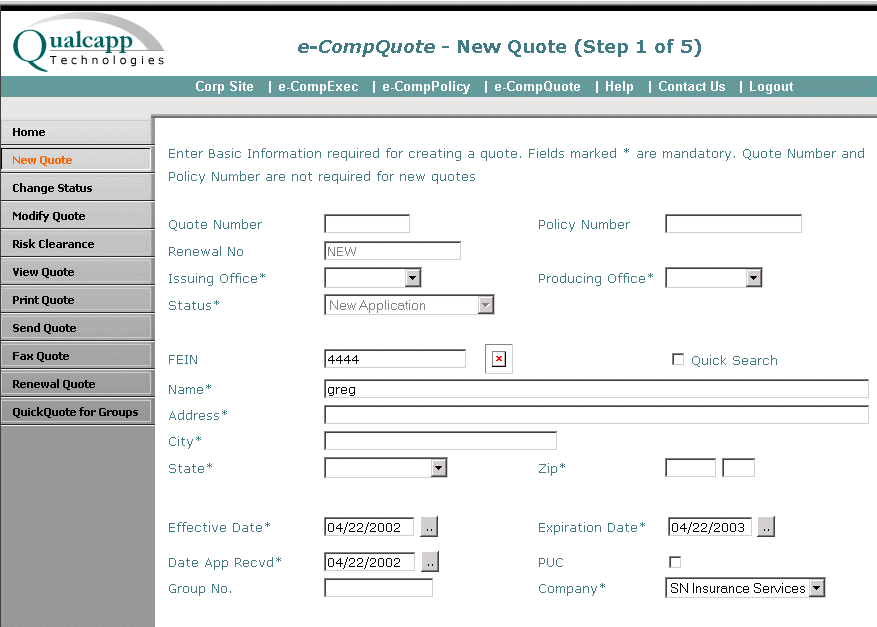 Qualcapp
Technologies
e-CompQuote - New Quote (Step 1 of 5)
Corp Site | e-CompExec | e-CompPolicy | e-CompQuote | Help | Contact Us | Logout
Home
New Quote
Change Status
Modify Quote
Risk Clearance
View Quote
Print Quote
Send Quote
Fax Quote
Renewal Quote
QuickQuote for Groups
Enter Basic Information required for creating a quote. Fields marked * are mandatory. Quote Number and
Policy Number are not required for new quotes
Quote Number Policy Number
Renewal No NEW
Issuing Office* Producing Office*
Status* New Application
FEIN 4444 Quick Search
Name* greg
Address*
City*
State* Zip*
Effective Date* 04/22/2002 .. Expiration Date* 04/22/2003 ..
Date App Recvd* 04/22/2002 .. PUC
Group No. Company* SN Insurance Services